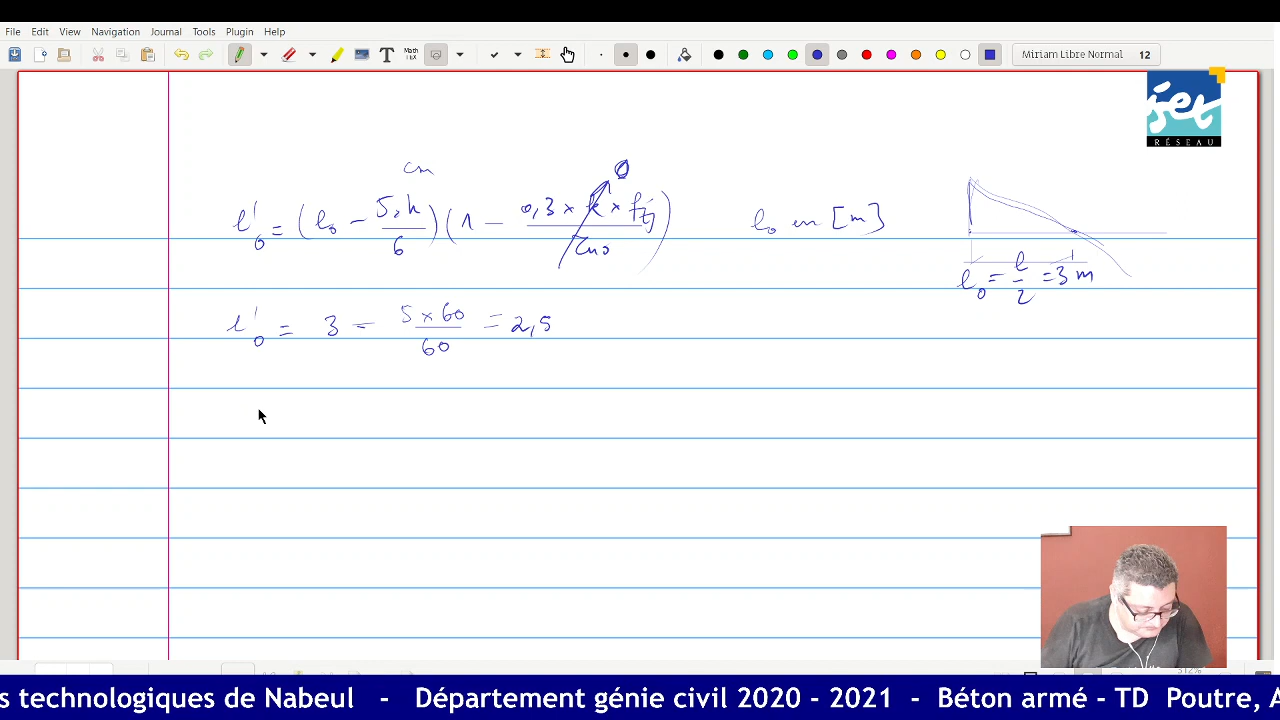 File Edit View Navigation Journal Tools Plugin Help
Miriam Libre Normal 12
iset
RÉSEAU
cm
0
l'₀ = (l₀ - 5.h/6)(1 - 0,3 × k × ftj/τu0) l₀ en [m]
l₀ = l/2 = 3 m
l'₀ = 3 - 5 × 60/60 = 2,5
s technologiques de Nabeul - Département génie civil 2020 - 2021 - Béton armé - TD Poutre, A